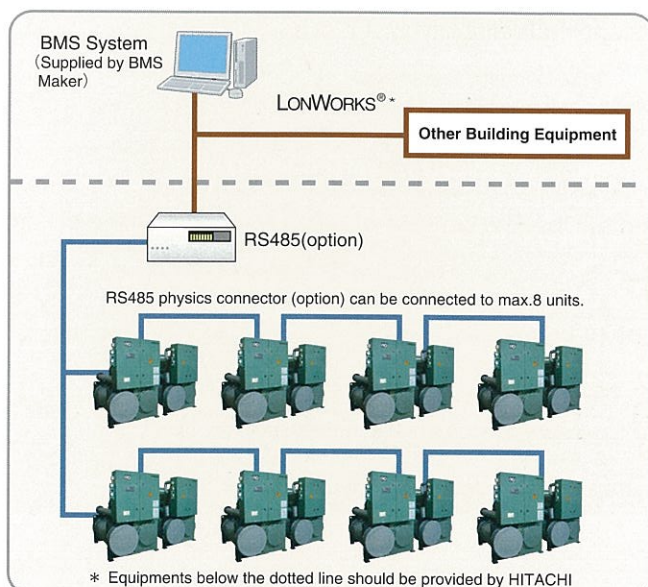 BMS System
(Supplied by BMS
Maker)
LONWORKS® *
Other Building Equipment
RS485(option)
RS485 physics connector (option) can be connected to max.8 units.
* Equipments below the dotted line should be provided by HITACHI